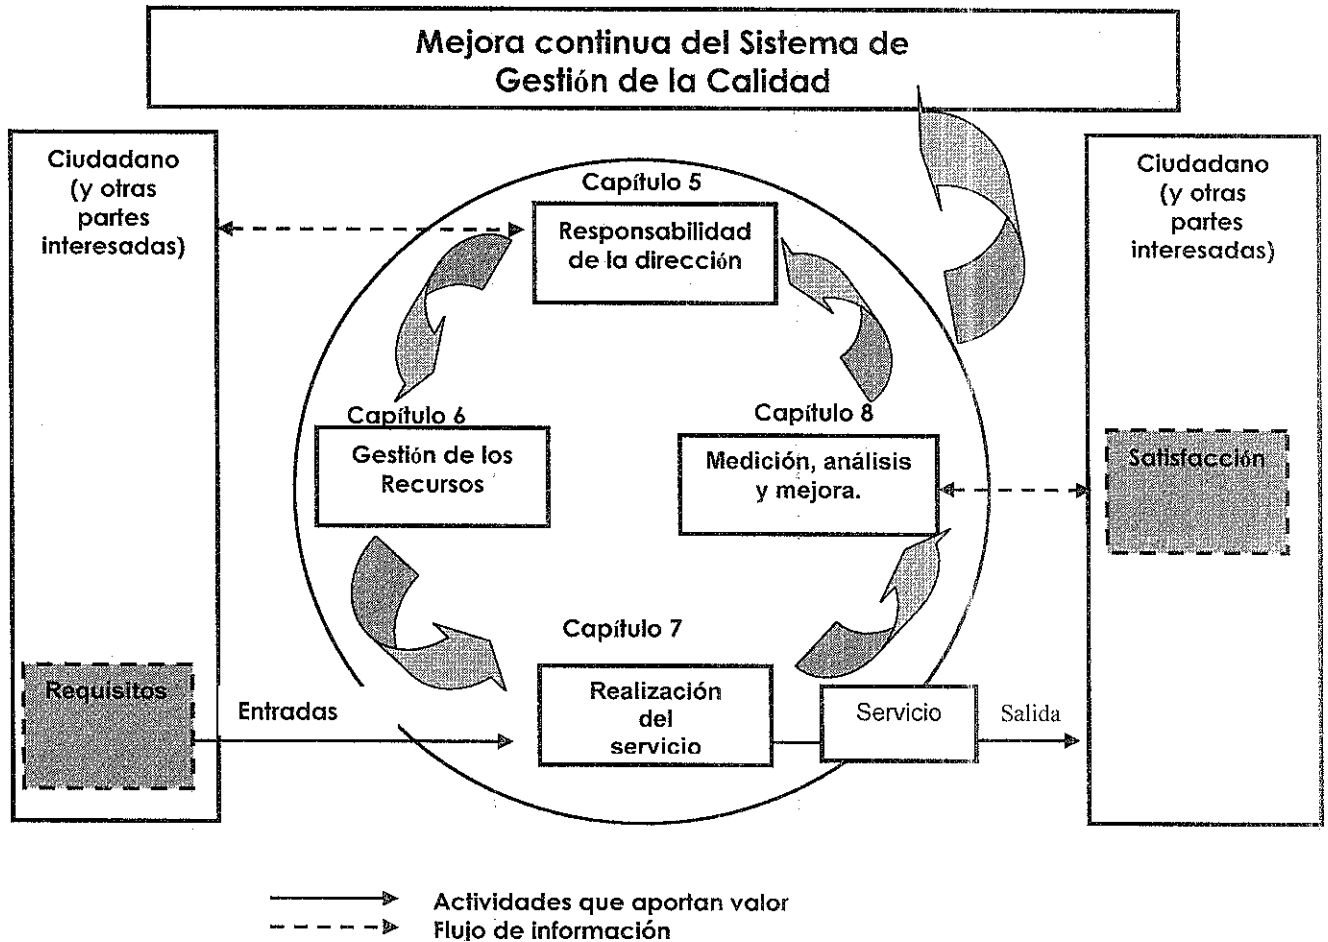 Mejora continua del Sistema de
Gestión de la Calidad
Ciudadano
(y otras
partes
interesadas)
Capítulo 5
Responsabilidad
de la dirección
Ciudadano
(y otras
partes
interesadas)
Capítulo 6
Gestión de los
Recursos
Capítulo 8
Medición, análisis
y mejora.
Satisfacción
Capítulo 7
Requisitos
Entradas
Realización
del
servicio
Servicio
Salida
Actividades que aportan valor
Flujo de información